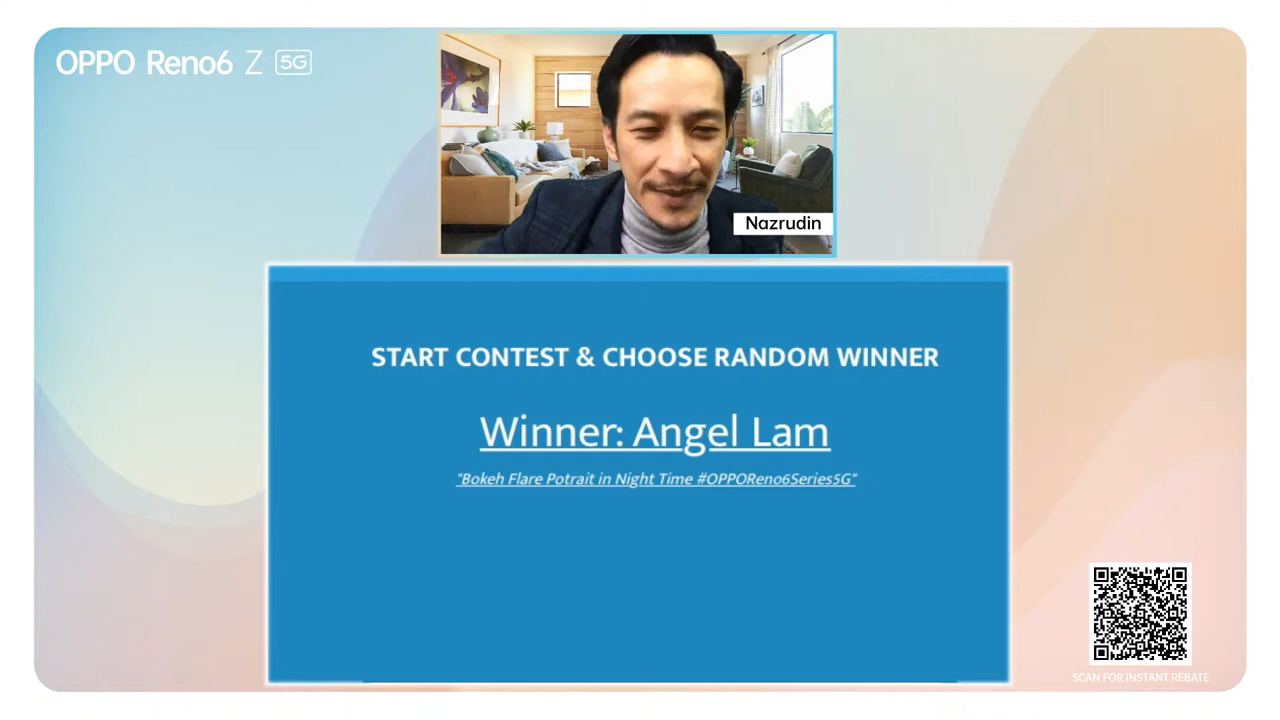 OPPO Reno6 Z 5G
Nazrudin
START CONTEST & CHOOSE RANDOM WINNER
Winner: Angel Lam
"Bokeh Flare Potrait in Night Time #OPPOReno6Series5G"
SCAN FOR INSTANT REBATE